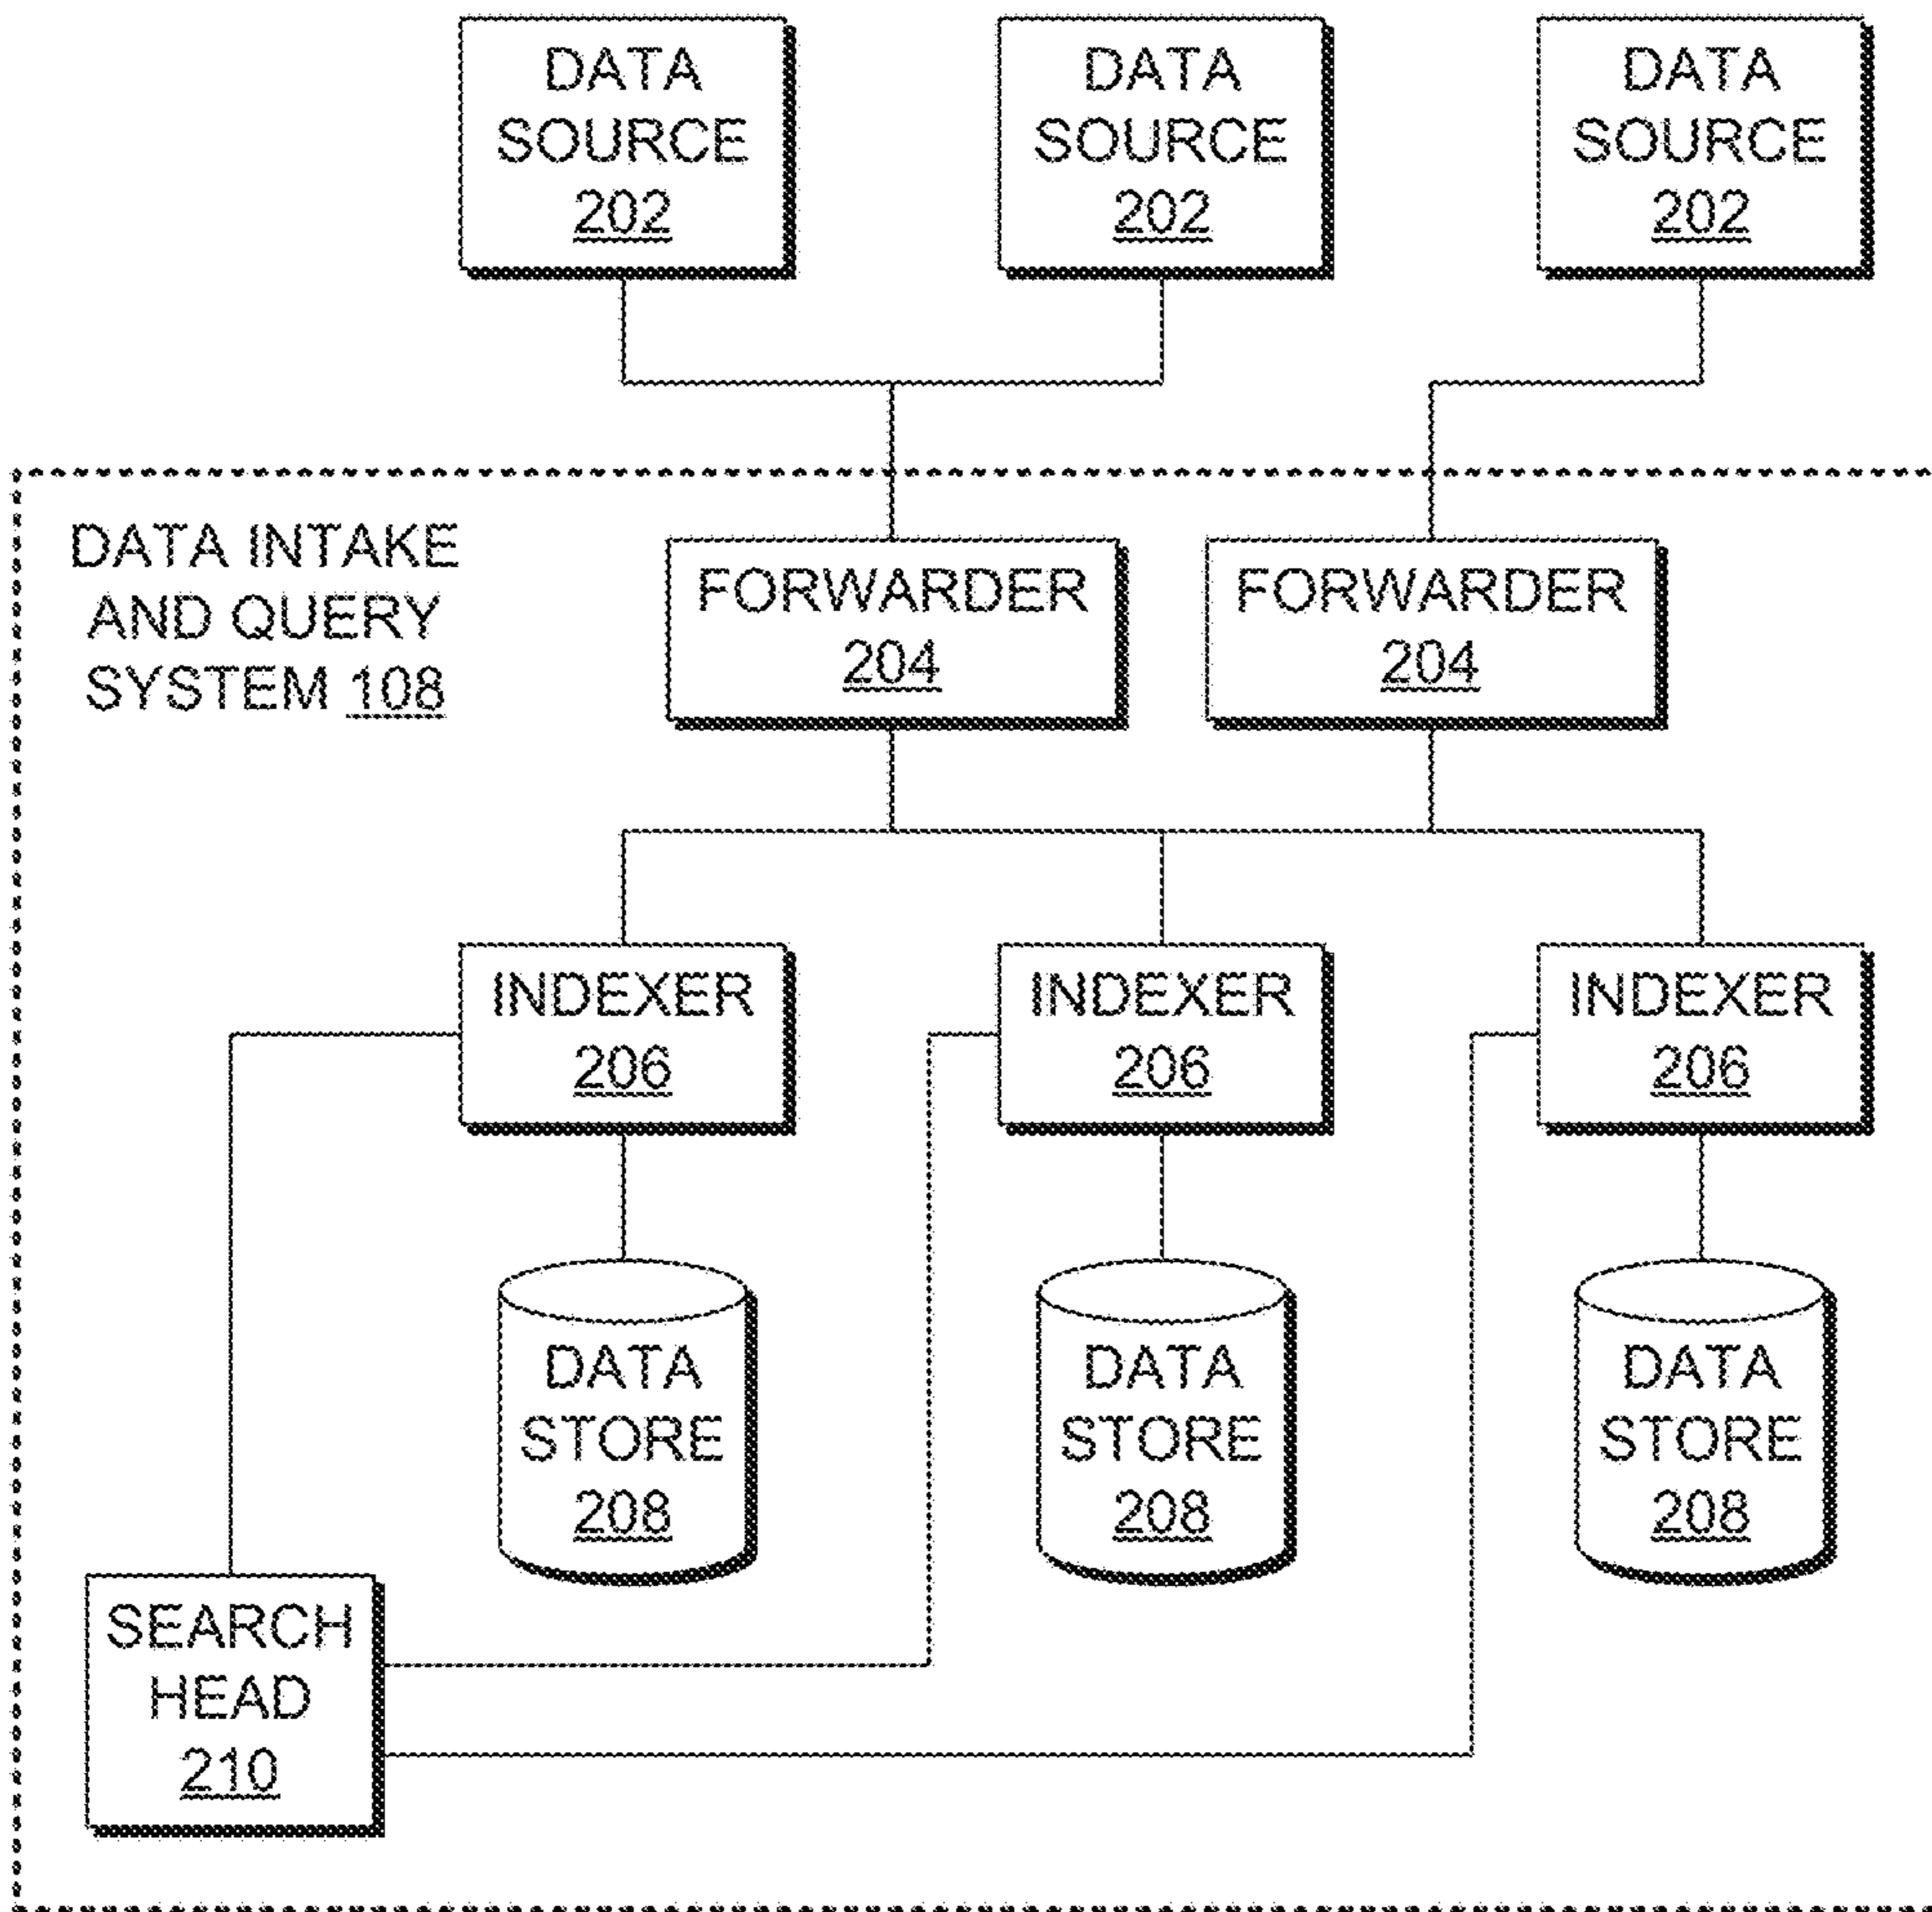 DATA
SOURCE
202
DATA
SOURCE
202
DATA
SOURCE
202
DATA INTAKE
AND QUERY
SYSTEM 108
FORWARDER
204
FORWARDER
204
INDEXER
206
INDEXER
206
INDEXER
206
DATA
STORE
208
DATA
STORE
208
DATA
STORE
208
SEARCH
HEAD
210